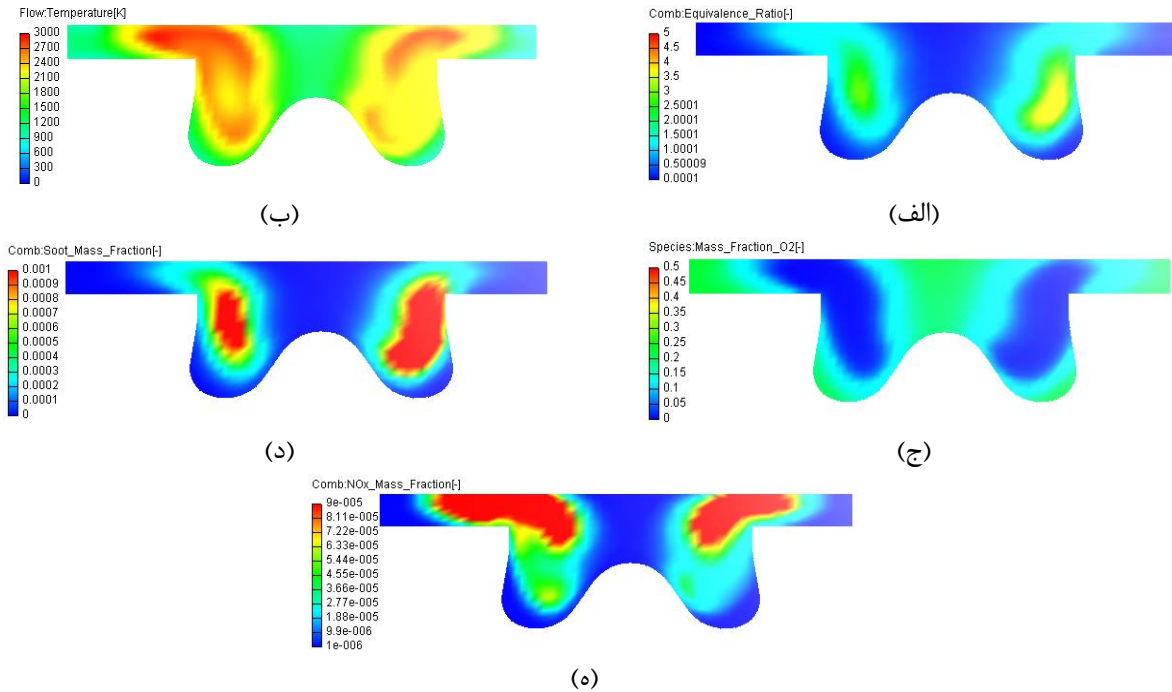 Flow:Temperature[K]
3000
2700
2400
2100
1800
1500
1200
900
600
300
0
(ب)
Comb:Equivalence_Ratio[-]
5
4.5
4
3.5
3
2.5001
2.0001
1.5001
1.0001
0.50009
0.0001
(الف)
Comb:Soot_Mass_Fraction[-]
0.001
0.0009
0.0008
0.0007
0.0006
0.0005
0.0004
0.0003
0.0002
0.0001
0
(د)
Species:Mass_Fraction_O2[-]
0.5
0.45
0.4
0.35
0.3
0.25
0.2
0.15
0.1
0.05
0
(ج)
Comb:NOx_Mass_Fraction[-]
9e-005
8.11e-005
7.22e-005
6.33e-005
5.44e-005
4.55e-005
3.66e-005
2.77e-005
1.88e-005
9.9e-006
1e-006
(ه)